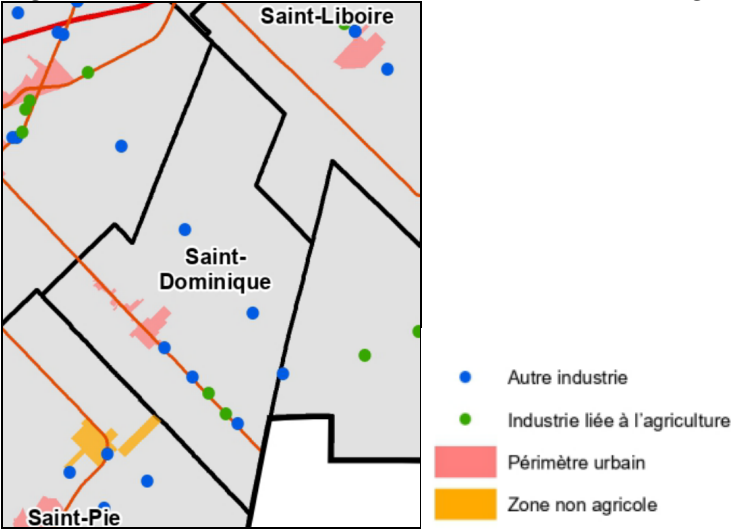 Saint-Liboire
Saint-
Dominique
Saint-Pie
Autre industrie
Industrie liée à l'agriculture
Périmètre urbain
Zone non agricole